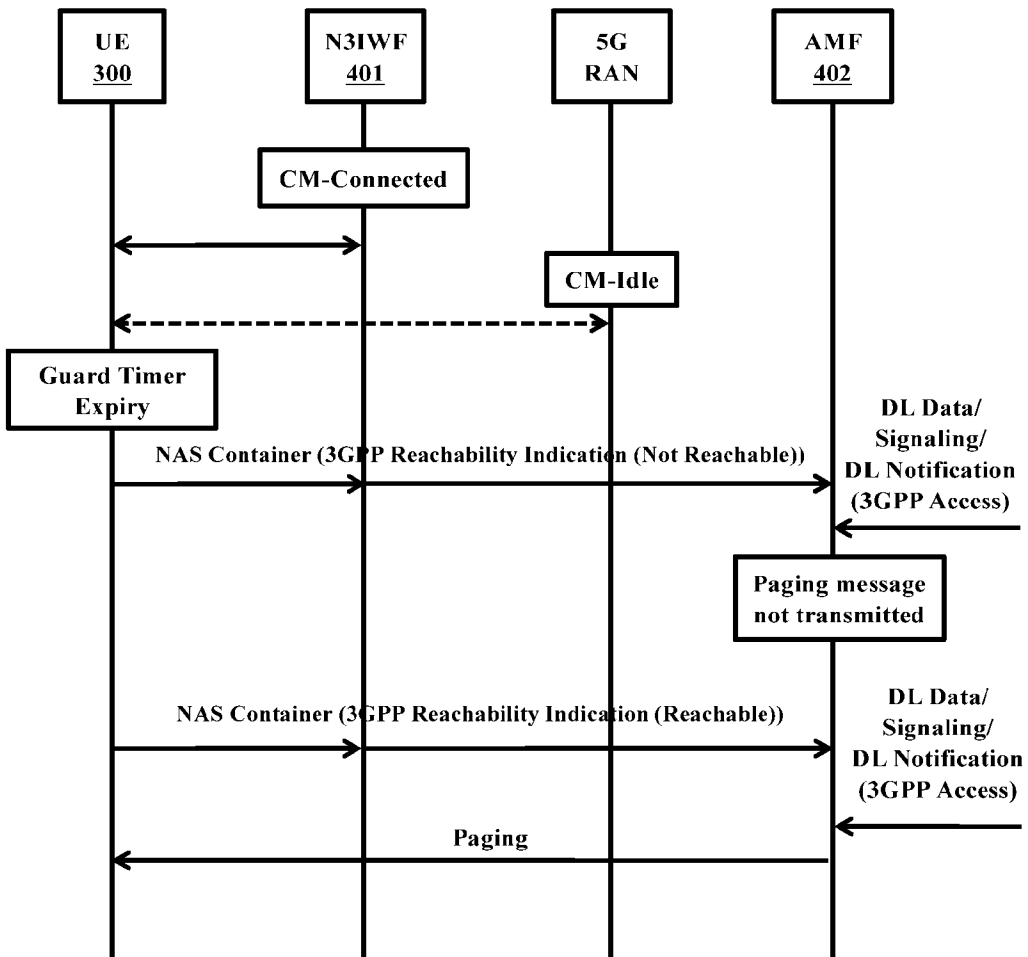 UE
300
N3IWF
401
5G
RAN
AMF
402
CM-Connected
CM-Idle
Guard Timer
Expiry
DL Data/
Signaling/
DL Notification
(3GPP Access)
NAS Container (3GPP Reachability Indication (Not Reachable))
Paging message
not transmitted
NAS Container (3GPP Reachability Indication (Reachable))
DL Data/
Signaling/
DL Notification
(3GPP Access)
Paging